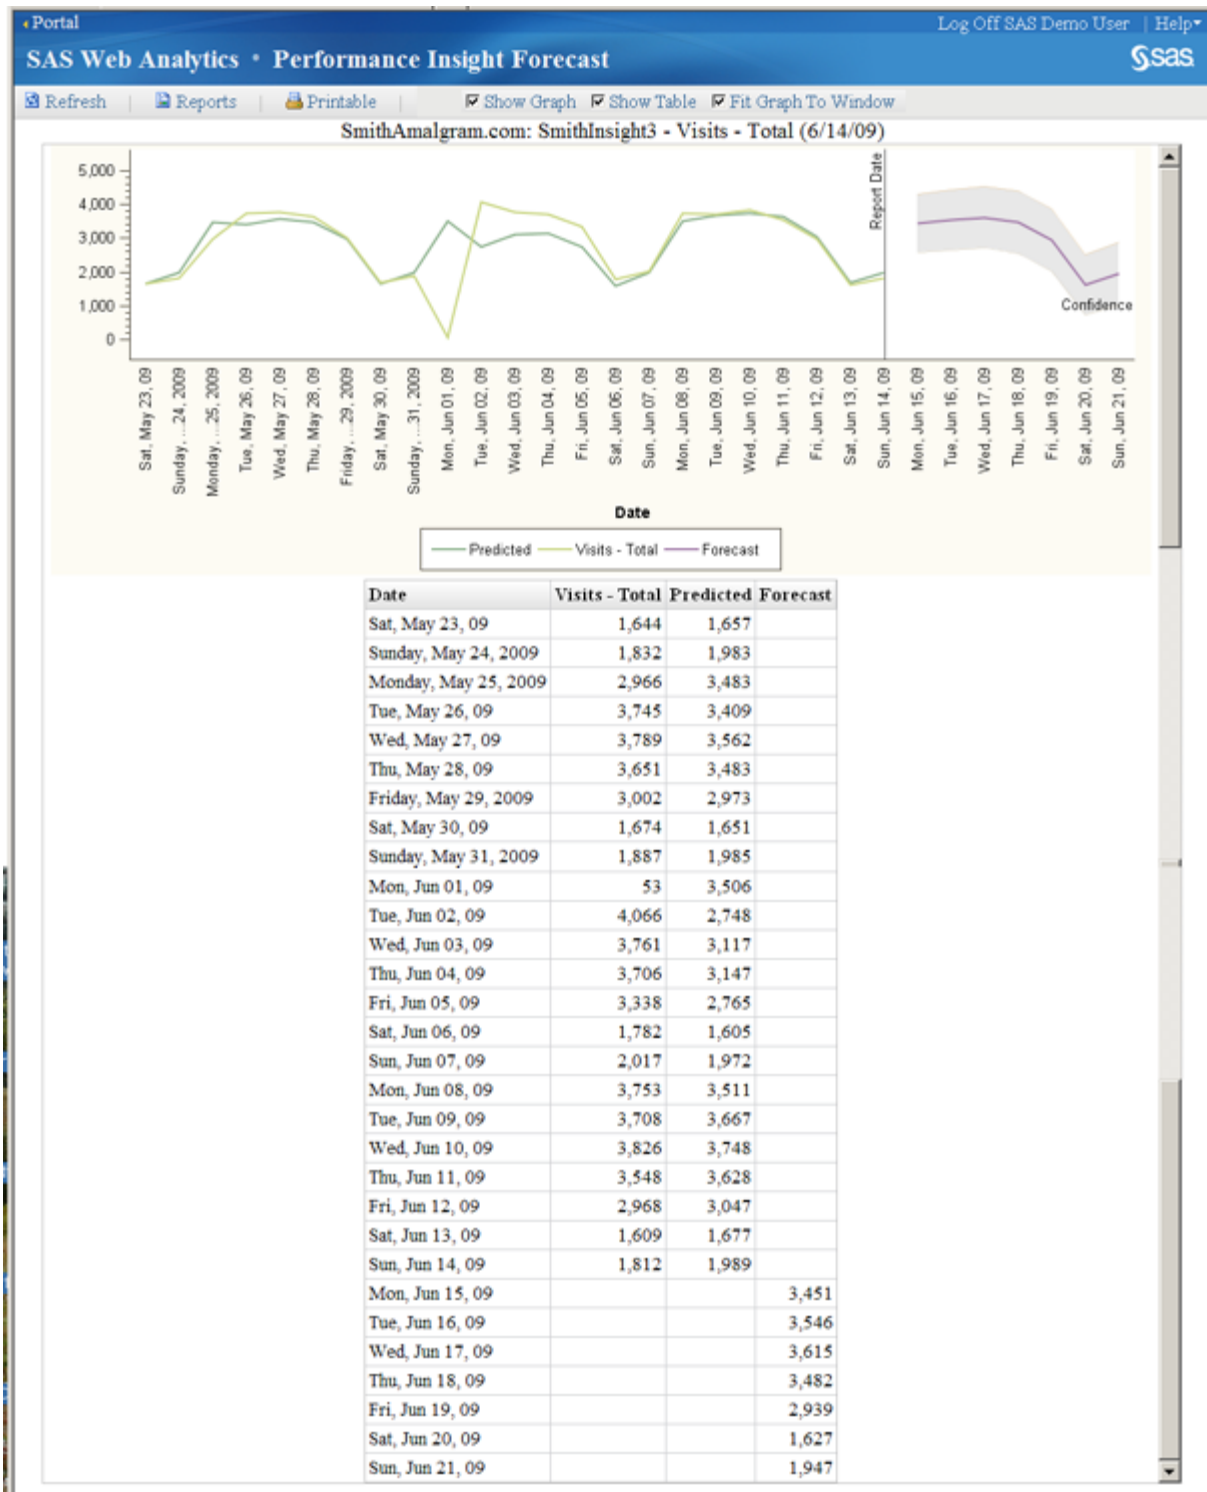 Portal
Log Off SAS Demo User | Help
SAS Web Analytics • Performance Insight Forecast
sas
Refresh | Reports | Printable | Show Graph Show Table Fit Graph To Window
SmithAmalgram.com: SmithInsight3 - Visits - Total (6/14/09)
5,000
4,000
3,000
2,000
1,000
0
Report Date
Confidence
Sat, May 23, 09
Sunday, ....24, 2009
Monday, ....25, 2009
Tue, May 26, 09
Wed, May 27, 09
Thu, May 28, 09
Friday, ....29, 2009
Sat, May 30, 09
Sunday, ....31, 2009
Mon, Jun 01, 09
Tue, Jun 02, 09
Wed, Jun 03, 09
Thu, Jun 04, 09
Fri, Jun 05, 09
Sat, Jun 06, 09
Sun, Jun 07, 09
Mon, Jun 08, 09
Tue, Jun 09, 09
Wed, Jun 10, 09
Thu, Jun 11, 09
Fri, Jun 12, 09
Sat, Jun 13, 09
Sun, Jun 14, 09
Mon, Jun 15, 09
Tue, Jun 16, 09
Wed, Jun 17, 09
Thu, Jun 18, 09
Fri, Jun 19, 09
Sat, Jun 20, 09
Sun, Jun 21, 09
Date
Predicted Visits - Total Forecast
Date Visits - Total Predicted Forecast
Sat, May 23, 09 1,644 1,657
Sunday, May 24, 2009 1,832 1,983
Monday, May 25, 2009 2,966 3,483
Tue, May 26, 09 3,745 3,409
Wed, May 27, 09 3,789 3,562
Thu, May 28, 09 3,651 3,483
Friday, May 29, 2009 3,002 2,973
Sat, May 30, 09 1,674 1,651
Sunday, May 31, 2009 1,887 1,985
Mon, Jun 01, 09 53 3,506
Tue, Jun 02, 09 4,066 2,748
Wed, Jun 03, 09 3,761 3,117
Thu, Jun 04, 09 3,706 3,147
Fri, Jun 05, 09 3,338 2,765
Sat, Jun 06, 09 1,782 1,605
Sun, Jun 07, 09 2,017 1,972
Mon, Jun 08, 09 3,753 3,511
Tue, Jun 09, 09 3,708 3,667
Wed, Jun 10, 09 3,826 3,748
Thu, Jun 11, 09 3,548 3,628
Fri, Jun 12, 09 2,968 3,047
Sat, Jun 13, 09 1,609 1,677
Sun, Jun 14, 09 1,812 1,989
Mon, Jun 15, 09 3,451
Tue, Jun 16, 09 3,546
Wed, Jun 17, 09 3,615
Thu, Jun 18, 09 3,482
Fri, Jun 19, 09 2,939
Sat, Jun 20, 09 1,627
Sun, Jun 21, 09 1,947